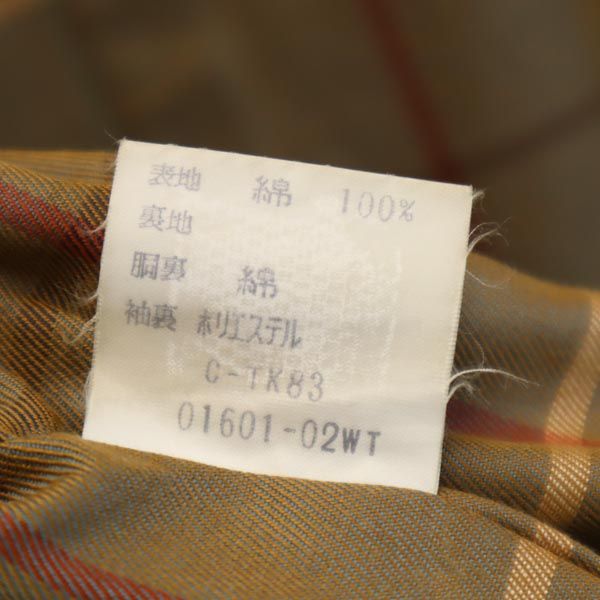 表地 綿 100%
裏地
胴裏 綿
袖裏 ポリエステル
C-TK83
01601-02WT